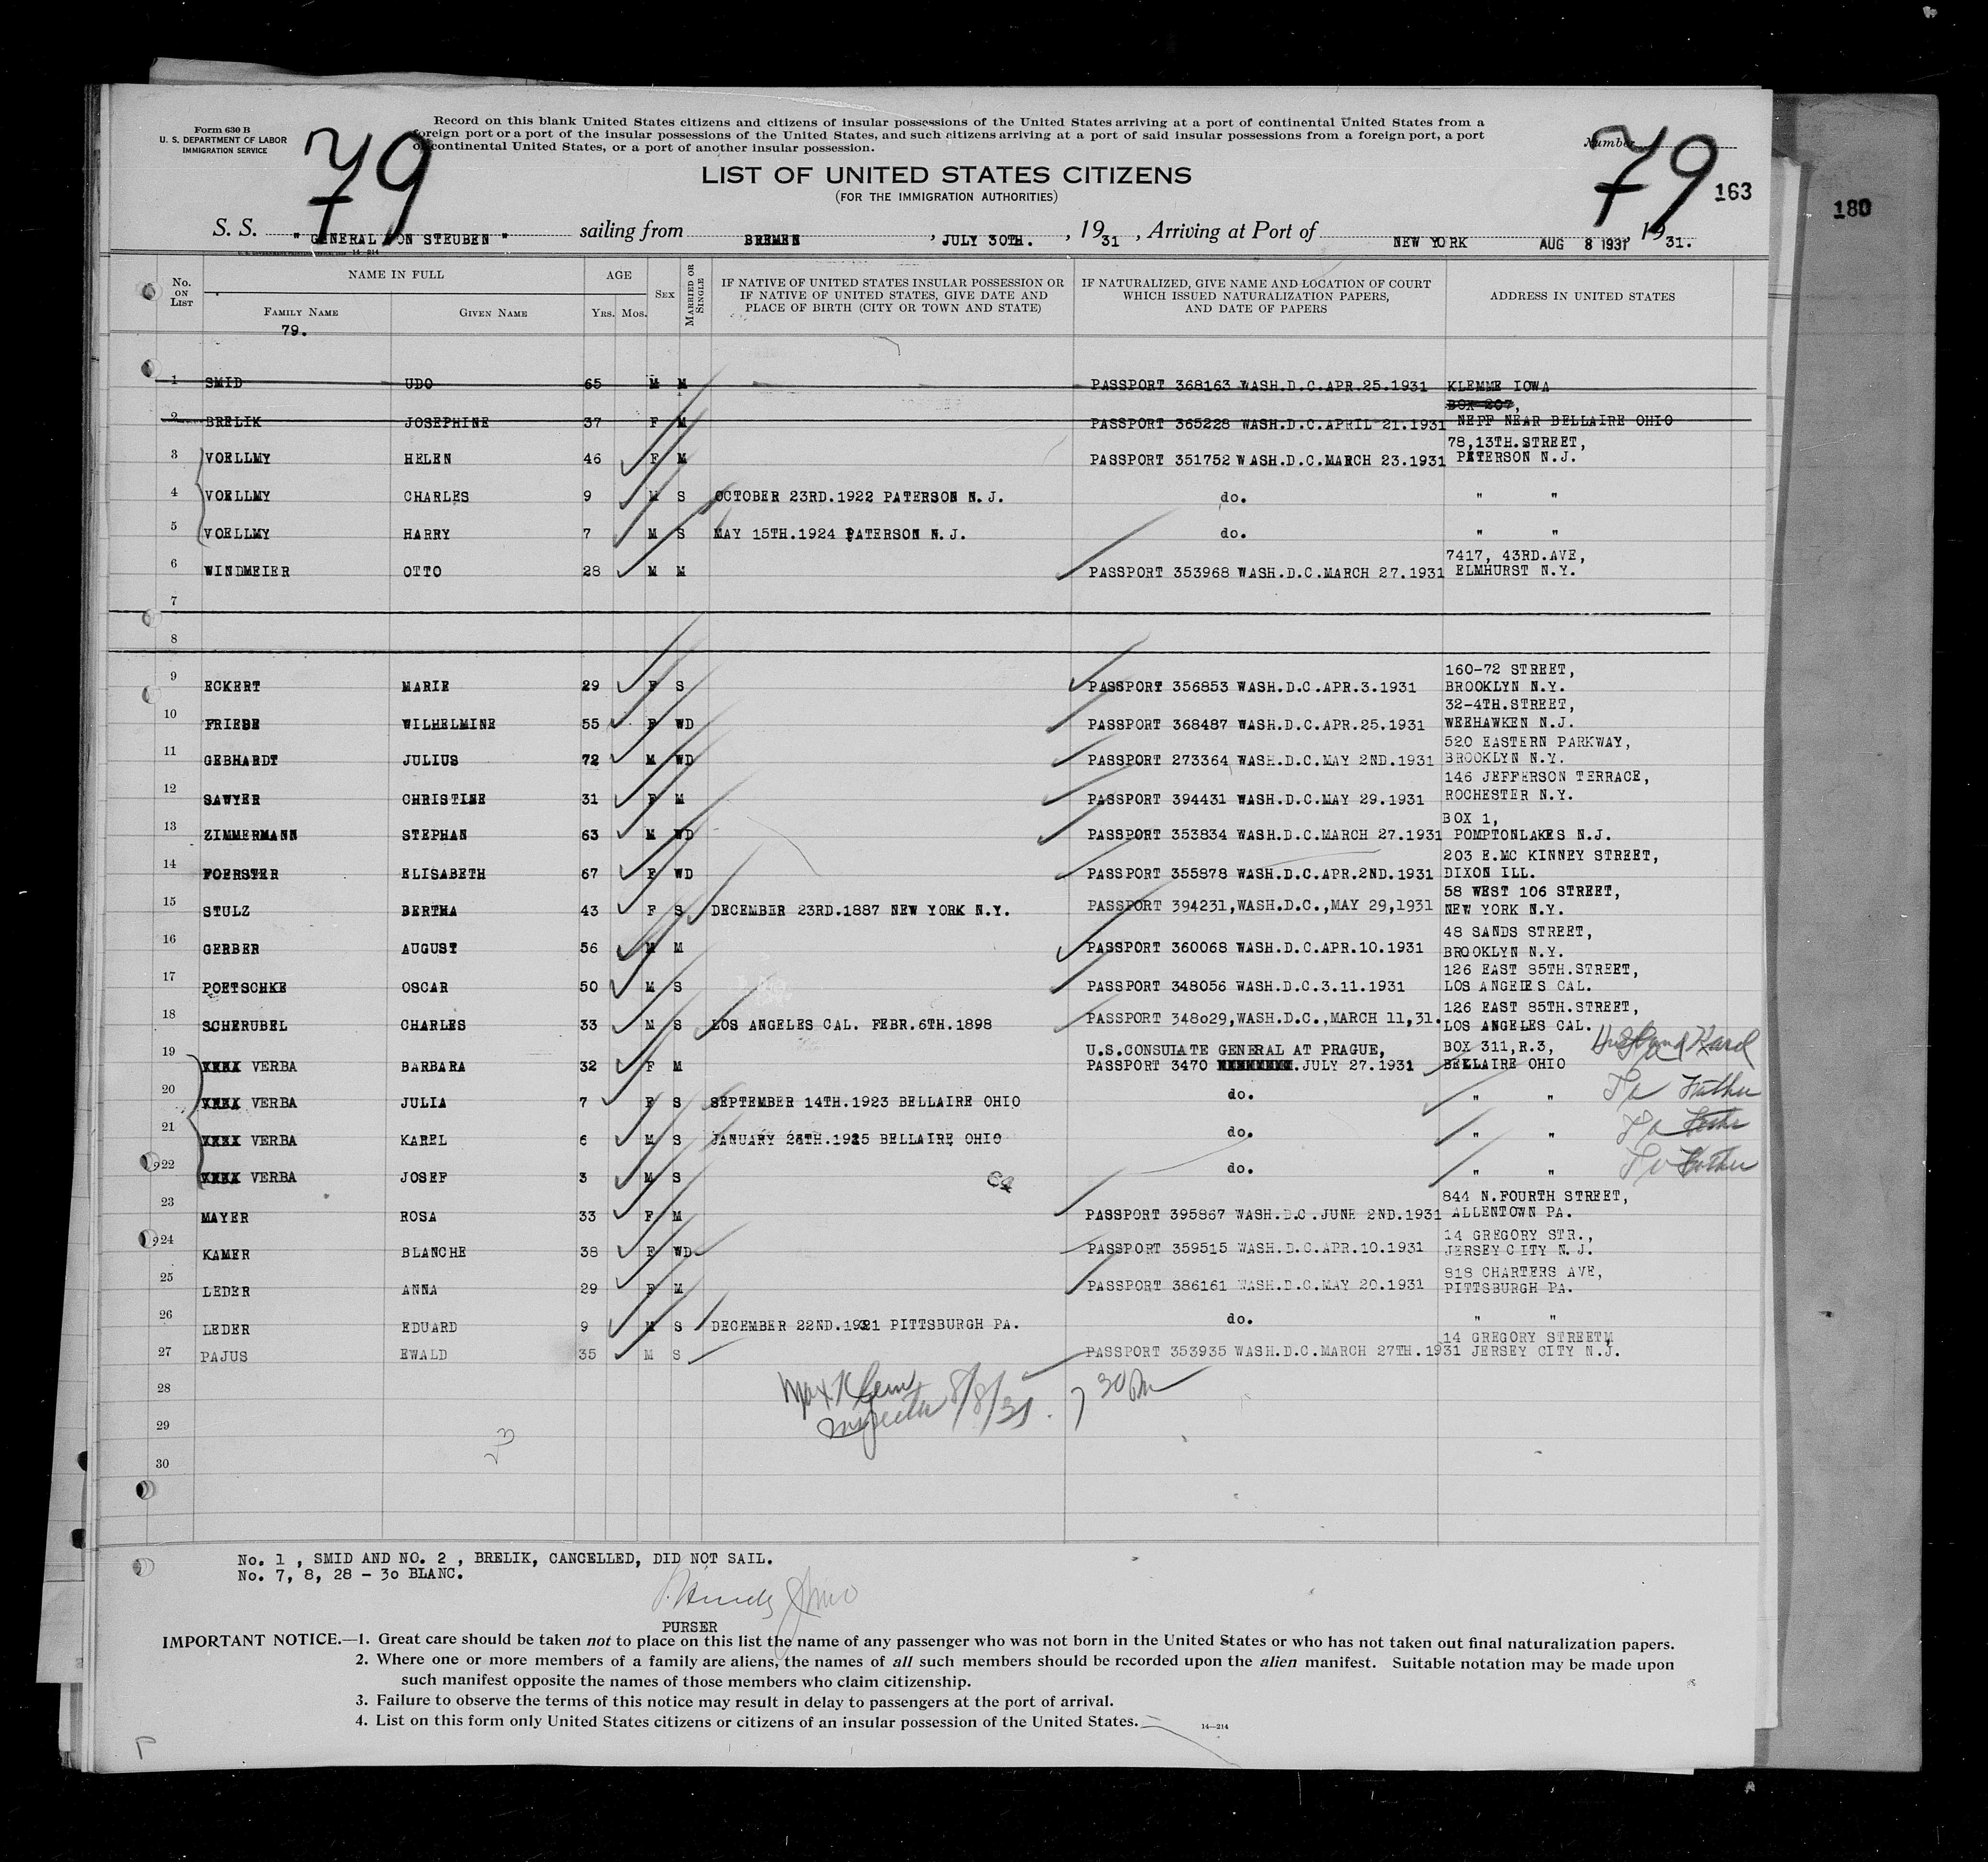 Form 630 B
U. S. DEPARTMENT OF LABOR
IMMIGRATION SERVICE
Record on this blank United States citizens and citizens of insular possessions of the United States arriving at a port of continental United States from a
foreign port or a port of the insular possessions of the United States, and such citizens arriving at a port of said insular possessions from a foreign port, a port
of continental United States, or a port of another insular possession.
79
Number
79
163
180
LIST OF UNITED STATES CITIZENS
(FOR THE IMMIGRATION AUTHORITIES)
S. S. "GENERAL VON STEUBEN" sailing from BREMEN, JULY 30TH., 1931, Arriving at Port of NEW YORK AUG 8 1931, 1931.
14-214
No. ON LIST
NAME IN FULL
FAMILY NAME
GIVEN NAME
AGE
YRS. MOS.
SEX
MARRIED OR SINGLE
IF NATIVE OF UNITED STATES INSULAR POSSESSION OR
IF NATIVE OF UNITED STATES, GIVE DATE AND
PLACE OF BIRTH (CITY OR TOWN AND STATE)
IF NATURALIZED, GIVE NAME AND LOCATION OF COURT
WHICH ISSUED NATURALIZATION PAPERS,
AND DATE OF PAPERS
ADDRESS IN UNITED STATES
79.
1 SMID UDO 65 M M PASSPORT 368163 WASH.D.C.APR.25.1931 KLEMME IOWA
BOX 207,
2 BRELIK JOSEPHINE 37 F M PASSPORT 365228 WASH.D.C.APRIL 21.1931 NEFF NEAR BELLAIRE OHIO
78,13TH.STREET,
3 VOELLMY HELEN 46 F M PASSPORT 351752 WASH.D.C.MARCH 23.1931 PETERSON N.J.
4 VOELLMY CHARLES 9 M S OCTOBER 23RD.1922 PATERSON N.J. do. " "
5 VOELLMY HARRY 7 M S MAY 15TH.1924 PATERSON N.J. do. " "
7417, 43RD.AVE,
6 WINDMEIER OTTO 28 M M PASSPORT 353968 WASH.D.C.MARCH 27.1931 ELMHURST N.Y.
7
8
160-72 STREET,
9 ECKERT MARIE 29 F S PASSPORT 356853 WASH.D.C.APR.3.1931 BROOKLYN N.Y.
32-4TH.STREET,
10 FRIESE WILHELMINE 55 F WD PASSPORT 368487 WASH.D.C.APR.25.1931 WEEHAWKEN N.J.
520 EASTERN PARKWAY,
11 GEBHARDT JULIUS 72 M WD PASSPORT 273364 WASH.D.C.MAY 2ND.1931 BROOKLYN N.Y.
146 JEFFERSON TERRACE,
12 SAWYER CHRISTINE 31 F M PASSPORT 394431 WASH.D.C.MAY 29.1931 ROCHESTER N.Y.
BOX 1,
13 ZIMMERMANN STEPHAN 63 M WD PASSPORT 353834 WASH.D.C.MARCH 27.1931 POMPTONLAKES N.J.
203 E.MC KINNEY STREET,
14 FOERSTER ELISABETH 67 F WD PASSPORT 355878 WASH.D.C.APR.2ND.1931 DIXON ILL.
58 WEST 106 STREET,
15 STULZ BERTHA 43 F S DECEMBER 23RD.1887 NEW YORK N.Y. PASSPORT 394231,WASH.D.C.,MAY 29,1931 NEW YORK N.Y.
48 SANDS STREET,
16 GERBER AUGUST 56 M M PASSPORT 360068 WASH.D.C.APR.10.1931 BROOKLYN N.Y.
126 EAST 85TH.STREET,
17 POETSCHKE OSCAR 50 M S PASSPORT 348056 WASH.D.C.3.11.1931 LOS ANGELES CAL.
126 EAST 85TH.STREET,
18 SCHERUBEL CHARLES 33 M S LOS ANGELES CAL. FEBR.6TH.1898 PASSPORT 348029,WASH.D.C.,MARCH 11,31. LOS ANGELES CAL.
U.S.CONSULATE GENERAL AT PRAGUE, BOX 311,R.3, Husband Karel
19 XXXX VERBA BARBARA 32 F M PASSPORT 3470 JULY 27.1931 BELLAIRE OHIO
20 XXXX VERBA JULIA 7 F S SEPTEMBER 14TH.1923 BELLAIRE OHIO do. " " To Father
21 XXXX VERBA KAREL 6 M S JANUARY 24TH.1925 BELLAIRE OHIO do. " " To Father
22 XXXX VERBA JOSEF 3 M S do. " " To Father
844 N.FOURTH STREET,
23 MAYER ROSA 33 F M PASSPORT 395867 WASH.D.C.JUNE 2ND.1931 ALLENTOWN PA.
14 GREGORY STR.,
24 KAMER BLANCHE 38 F WD PASSPORT 359515 WASH.D.C.APR.10.1931 JERSEY CITY N.J.
818 CHARTERS AVE,
25 LEDER ANNA 29 F M PASSPORT 386161 WASH.D.C.MAY 20.1931 PITTSBURGH PA.
26 LEDER EDUARD 9 M S DECEMBER 22ND.1921 PITTSBURGH PA. do. " "
14 GREGORY STREET
27 PAJUS EWALD 35 M S PASSPORT 353935 WASH.D.C.MARCH 27TH.1931 JERSEY CITY N.J.
28
Max Klein
Inspector 8/8/31. 7 30 Pm
29
30
23
No. 1 , SMID AND NO. 2 , BRELIK, CANCELLED, DID NOT SAIL.
No. 7, 8, 28 - 30 BLANC.
PURSER
IMPORTANT NOTICE.—1. Great care should be taken not to place on this list the name of any passenger who was not born in the United States or who has not taken out final naturalization papers.
2. Where one or more members of a family are aliens, the names of all such members should be recorded upon the alien manifest. Suitable notation may be made upon
such manifest opposite the names of those members who claim citizenship.
3. Failure to observe the terms of this notice may result in delay to passengers at the port of arrival.
4. List on this form only United States citizens or citizens of an insular possession of the United States.
14—214